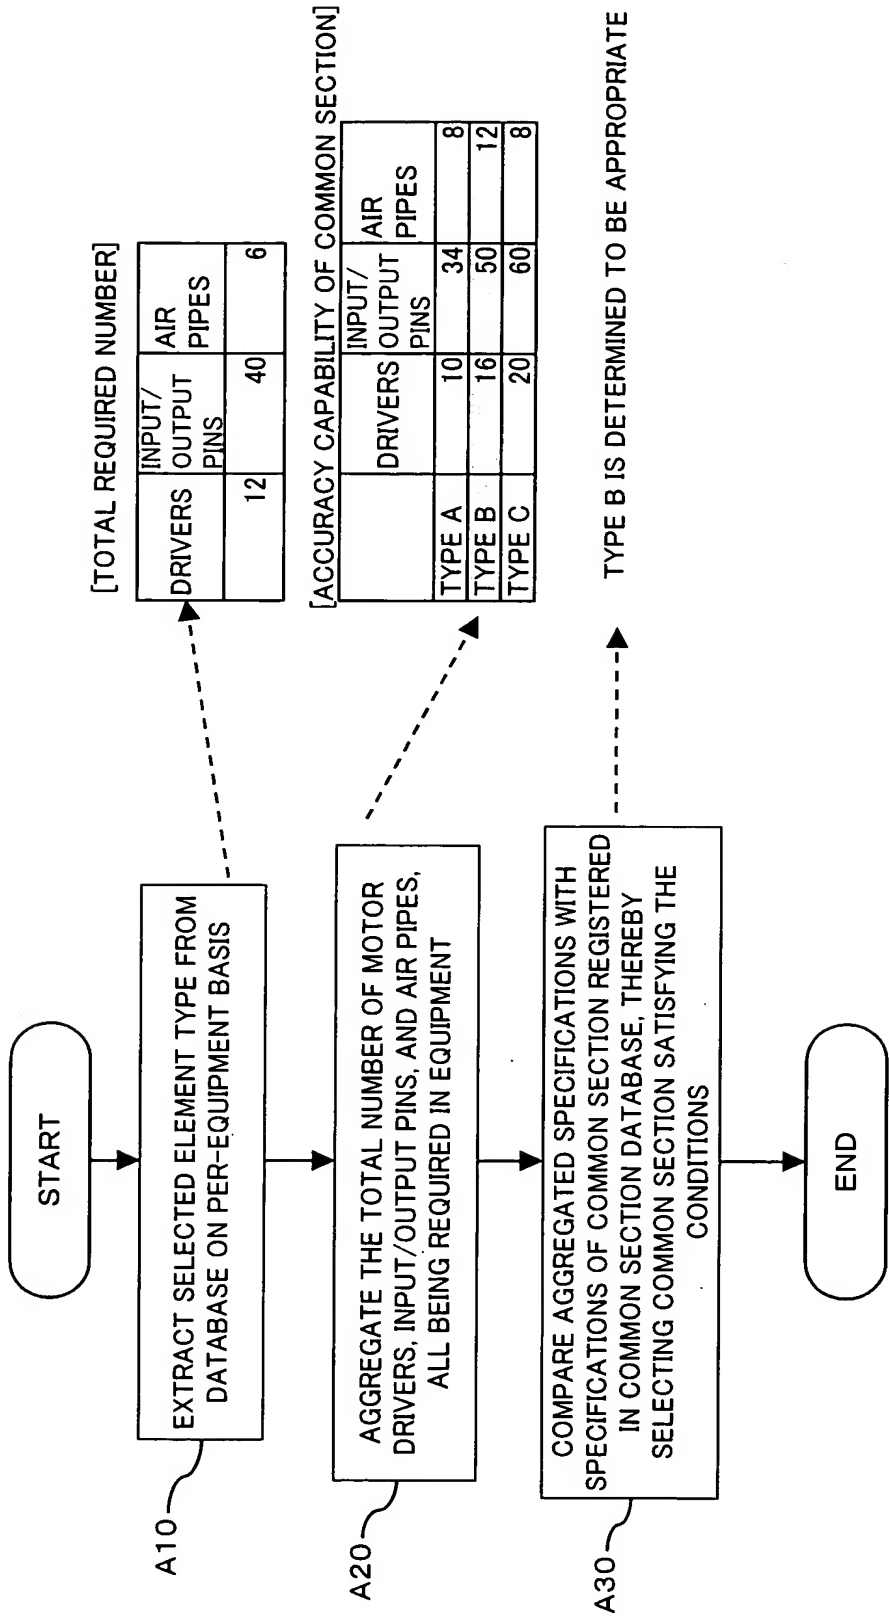 START
A10
EXTRACT SELECTED ELEMENT TYPE FROM
DATABASE ON PER-EQUIPMENT BASIS
[TOTAL REQUIRED NUMBER]
DRIVERS
INPUT/
OUTPUT
PINS
AIR
PIPES
12 40 6
A20
AGGREGATE THE TOTAL NUMBER OF MOTOR
DRIVERS, INPUT/OUTPUT PINS, AND AIR PIPES,
ALL BEING REQUIRED IN EQUIPMENT
[ACCURACY CAPABILITY OF COMMON SECTION]
DRIVERS
INPUT/
OUTPUT
PINS
AIR
PIPES
TYPE A 10 34 8
TYPE B 16 50 12
TYPE C 20 60 8
A30
COMPARE AGGREGATED SPECIFICATIONS WITH
SPECIFICATIONS OF COMMON SECTION REGISTERED
IN COMMON SECTION DATABASE, THEREBY
SELECTING COMMON SECTION SATISFYING THE
CONDITIONS
TYPE B IS DETERMINED TO BE APPROPRIATE
END